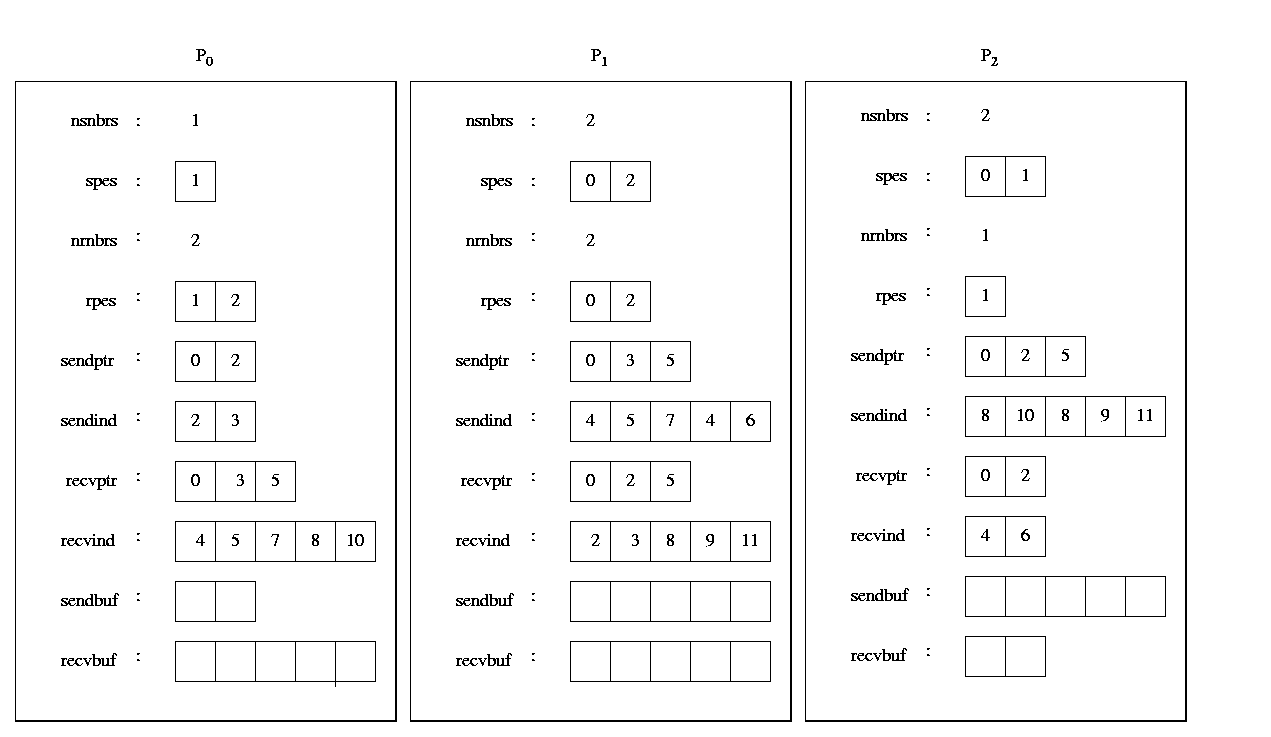 P0
nsnbrs : 1
spes : 1
nrnbrs : 2
rpes : 1 2
sendptr : 0 2
sendind : 2 3
recvptr : 0 3 5
recvind : 4 5 7 8 10
sendbuf :
recvbuf :
P1
nsnbrs : 2
spes : 0 2
nrnbrs : 2
rpes : 0 2
sendptr : 0 3 5
sendind : 4 5 7 4 6
recvptr : 0 2 5
recvind : 2 3 8 9 11
sendbuf :
recvbuf :
P2
nsnbrs : 2
spes : 0 1
nrnbrs : 1
rpes : 1
sendptr : 0 2 5
sendind : 8 10 8 9 11
recvptr : 0 2
recvind : 4 6
sendbuf :
recvbuf :